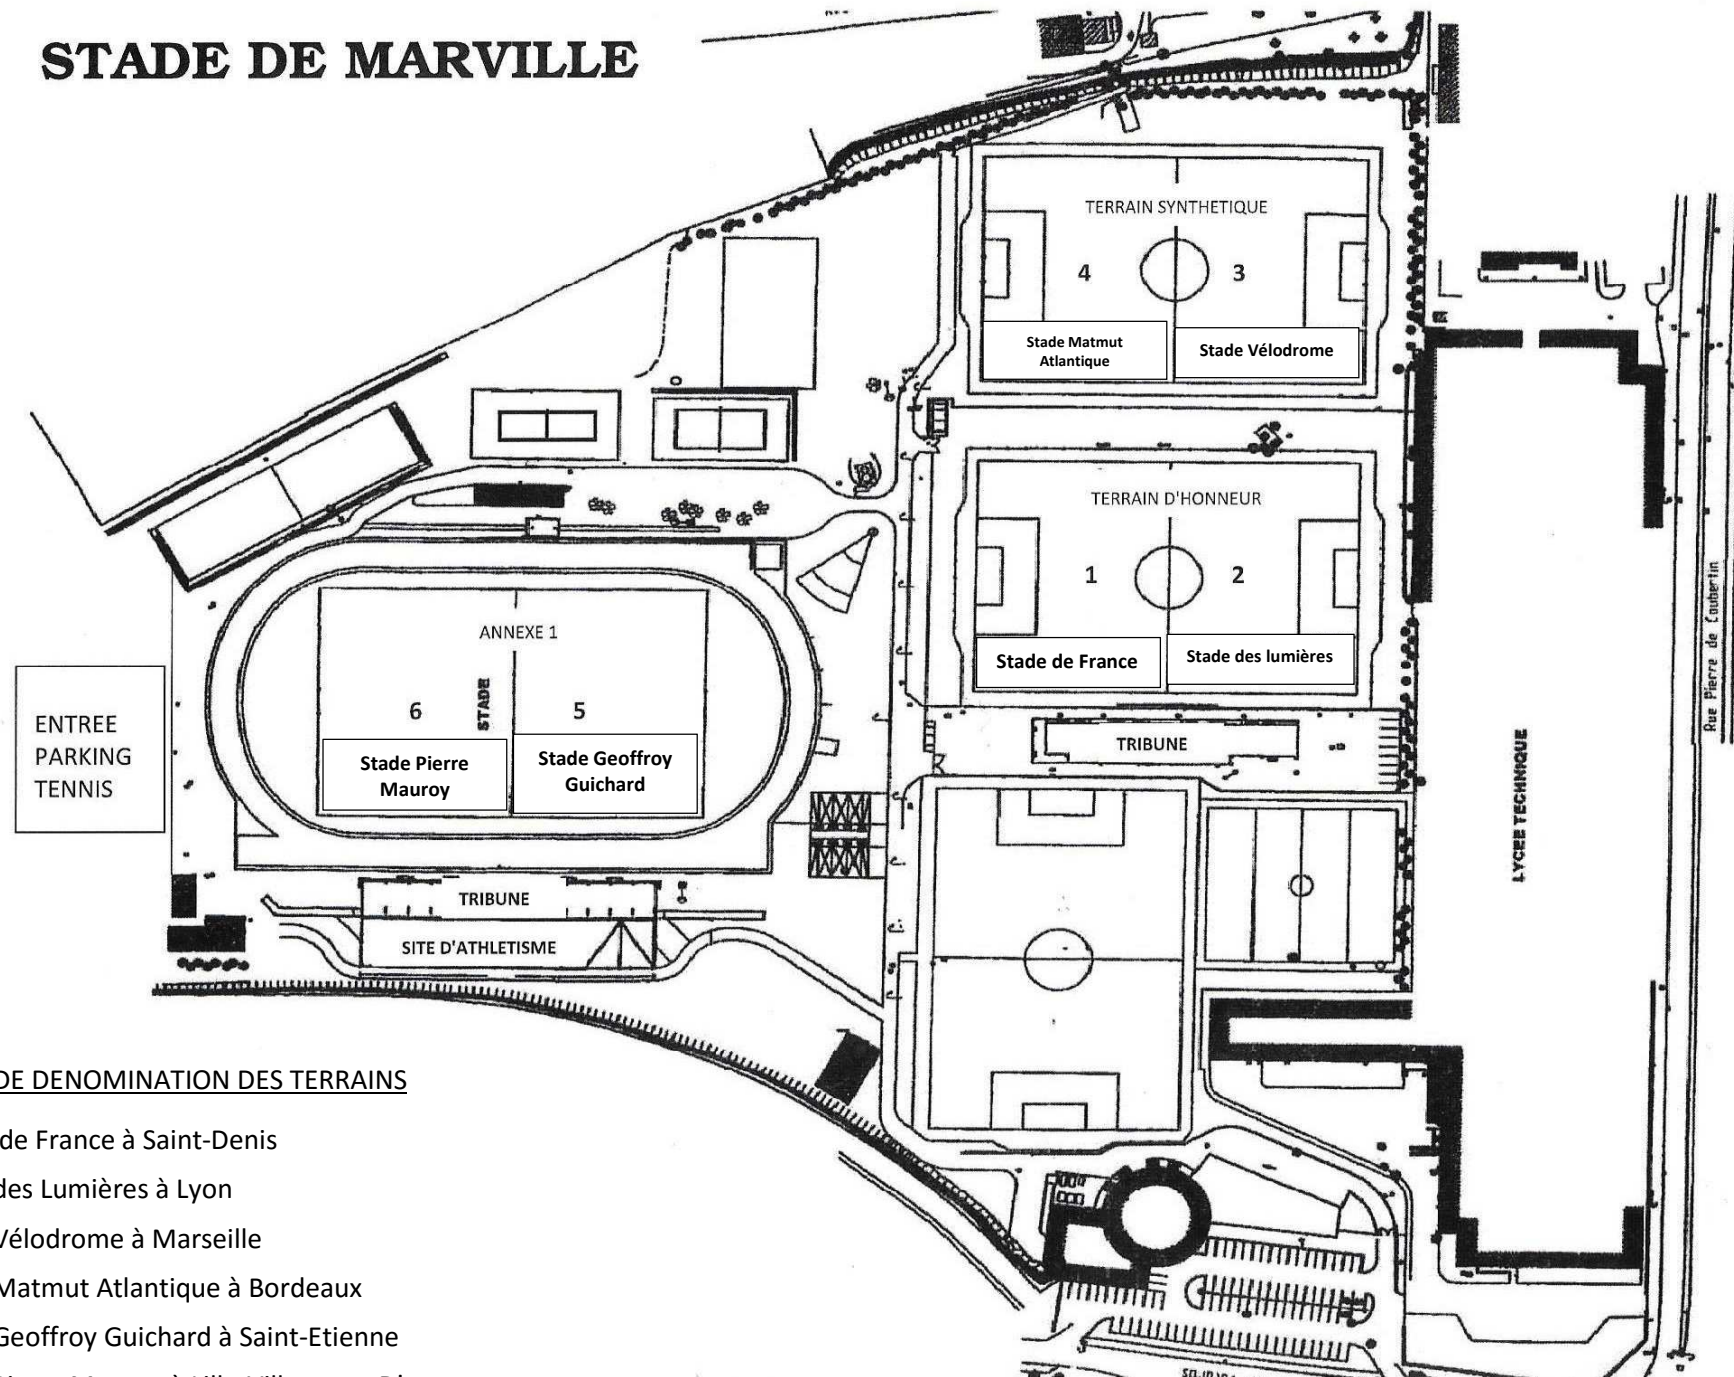 STADE DE MARVILLE
TERRAIN SYNTHETIQUE
4
3
Stade Matmut
Atlantique
Stade Vélodrome
TERRAIN D'HONNEUR
1
2
Stade de France
Stade des lumières
Rue Pierre de Coubertin
ANNEXE 1
STADE
6
5
Stade Pierre
Mauroy
Stade Geoffroy
Guichard
ENTREE
PARKING
TENNIS
TRIBUNE
LYCEE TECHNIQUE
TRIBUNE
SITE D'ATHLETISME
DE DENOMINATION DES TERRAINS
de France à Saint-Denis
des Lumières à Lyon
Vélodrome à Marseille
Matmut Atlantique à Bordeaux
Geoffroy Guichard à Saint-Etienne